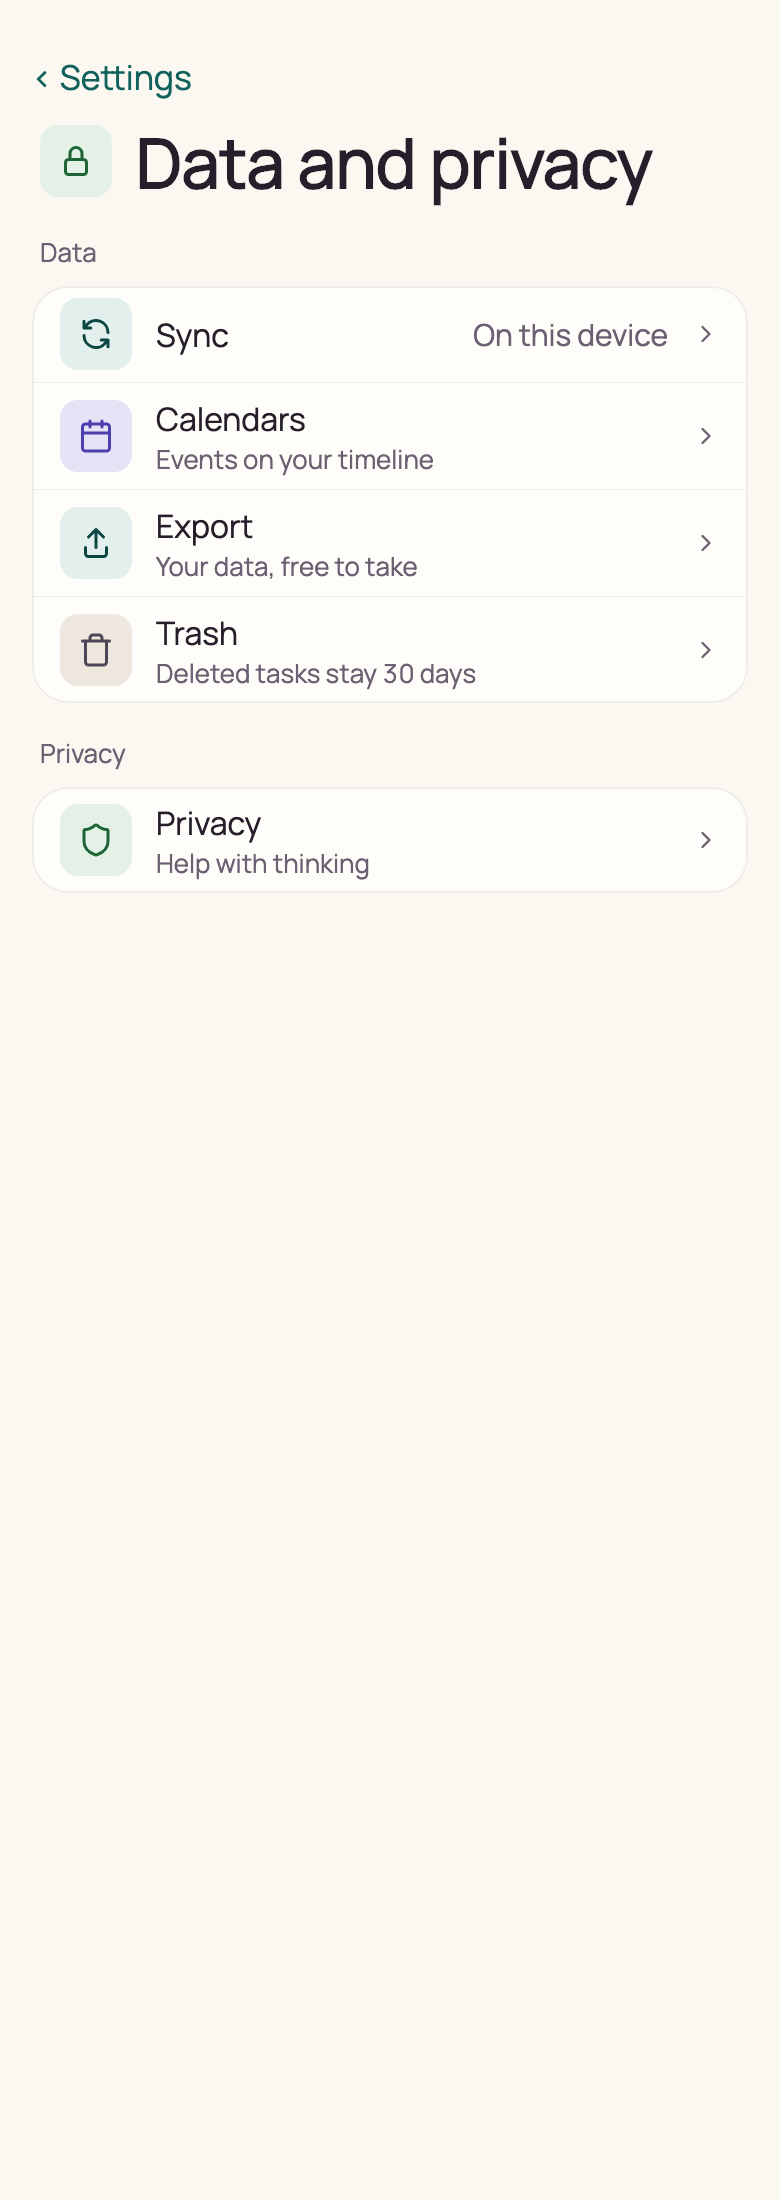 Settings
Data and privacy
Data
Sync On this device
Calendars
Events on your timeline
Export
Your data, free to take
Trash
Deleted tasks stay 30 days
Privacy
Privacy
Help with thinking